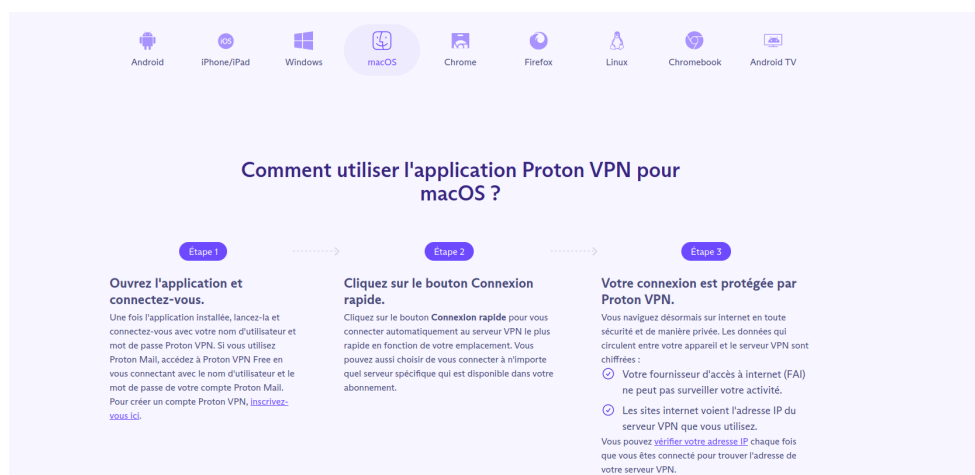 iOS
Android
iPhone/iPad
Windows
macOS
Chrome
Firefox
Linux
Chromebook
Android TV
Comment utiliser l'application Proton VPN pour
macOS ?
Étape 1
Ouvrez l'application et
connectez-vous.
Une fois l'application installée, lancez-la et
connectez-vous avec votre nom d'utilisateur et
mot de passe Proton VPN. Si vous utilisez
Proton Mail, accédez à Proton VPN Free en
vous connectant avec le nom d'utilisateur et le
mot de passe de votre compte Proton Mail.
Pour créer un compte Proton VPN, inscrivez-
vous ici.
Étape 2
Cliquez sur le bouton Connexion
rapide.
Cliquez sur le bouton Connexion rapide pour vous
connecter automatiquement au serveur VPN le plus
rapide en fonction de votre emplacement. Vous
pouvez aussi choisir de vous connecter à n'importe
quel serveur spécifique qui est disponible dans votre
abonnement.
Étape 3
Votre connexion est protégée par
Proton VPN.
Vous naviguez désormais sur internet en toute
sécurité et de manière privée. Les données qui
circulent entre votre appareil et le serveur VPN sont
chiffrées :
Votre fournisseur d'accès à internet (FAI)
ne peut pas surveiller votre activité.
Les sites internet voient l'adresse IP du
serveur VPN que vous utilisez.
Vous pouvez vérifier votre adresse IP chaque fois
que vous êtes connecté pour trouver l'adresse de
votre serveur VPN.